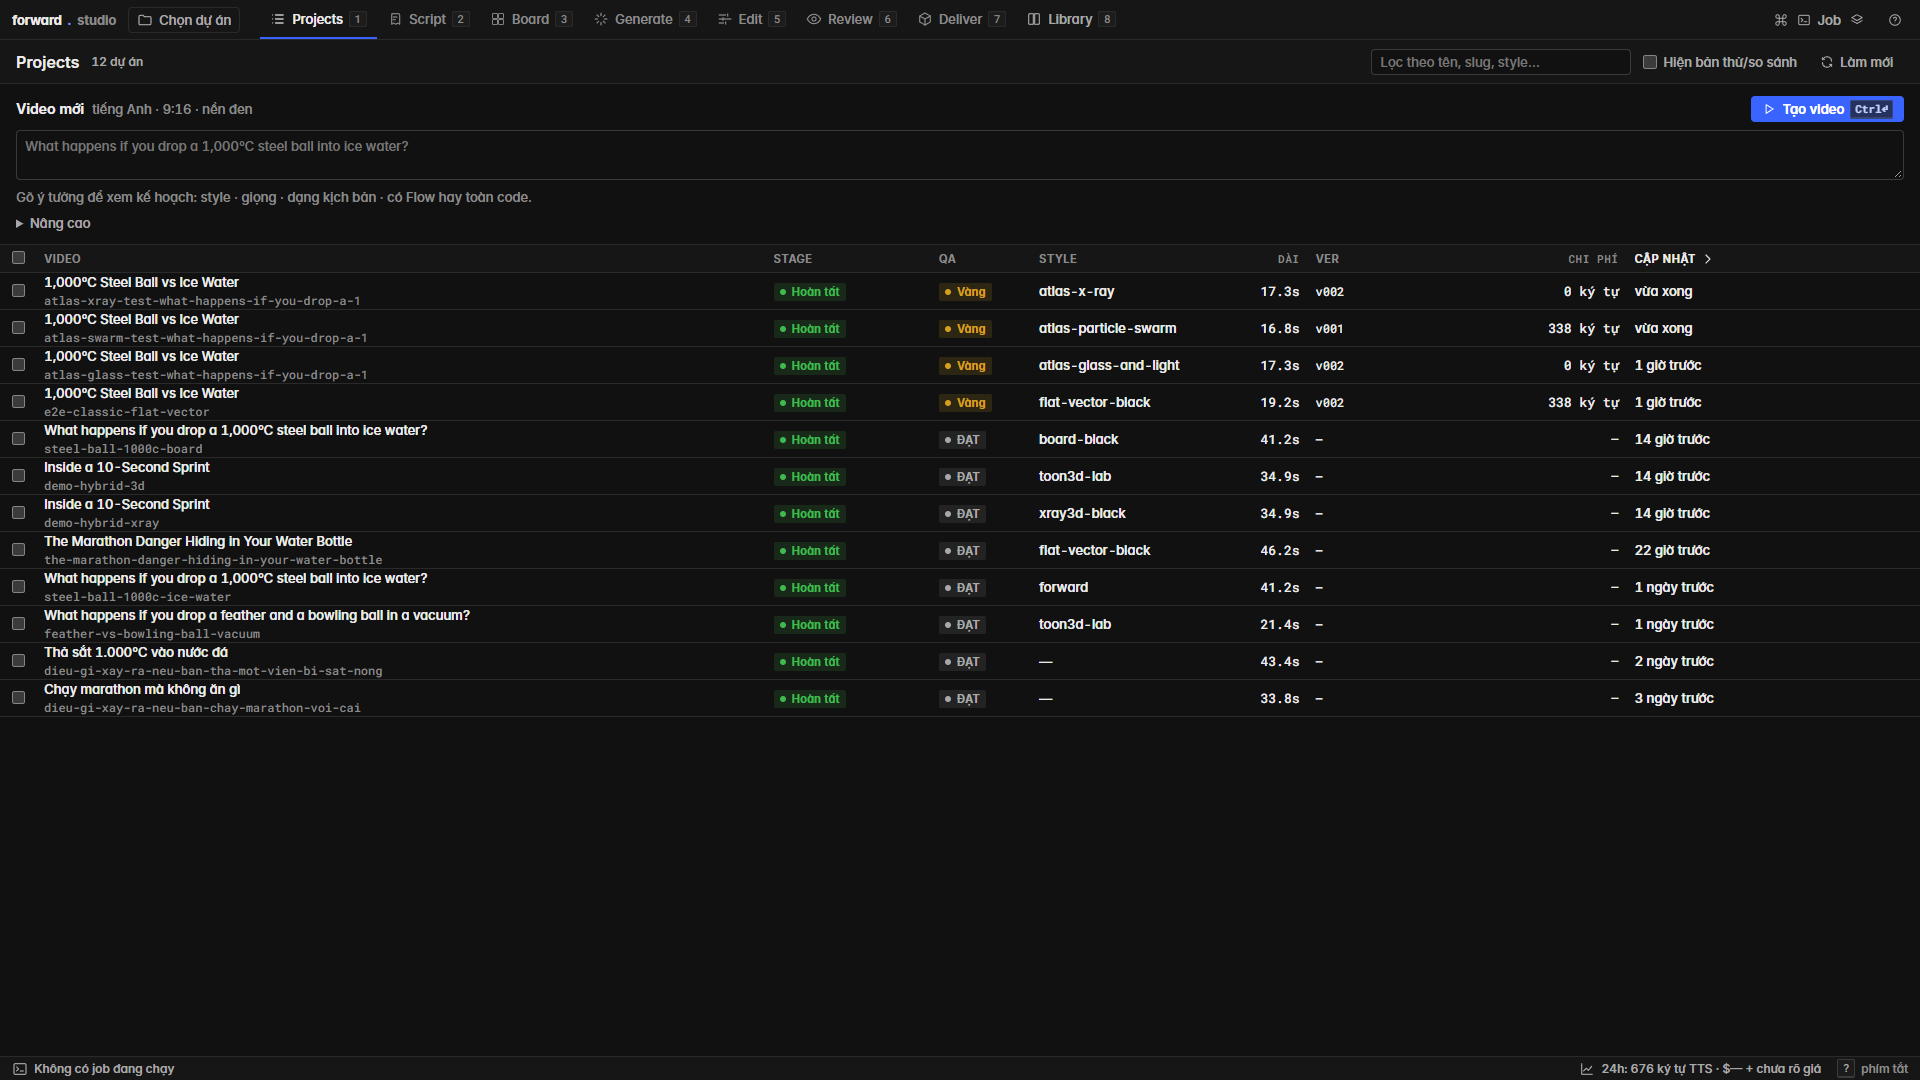 forward . studio Chọn dự án Projects 1 Script 2 Board 3 Generate 4 Edit 5 Review 6 Deliver 7 Library 8 Job
Projects 12 dự án Lọc theo tên, slug, style... Hiện bản thử/so sánh Làm mới
Video mới tiếng Anh · 9:16 · nền đen Tạo video Ctrl⏎
What happens if you drop a 1,000°C steel ball into ice water?
Gõ ý tưởng để xem kế hoạch: style · giọng · dạng kịch bản · có Flow hay toàn code.
▶ Nâng cao
VIDEO STAGE QA STYLE DÀI VER CHI PHÍ CẬP NHẬT
1,000°C Steel Ball vs Ice Water
atlas-xray-test-what-happens-if-you-drop-a-1 Hoàn tất Vàng atlas-x-ray 17.3s v002 0 ký tự vừa xong
1,000°C Steel Ball vs Ice Water
atlas-swarm-test-what-happens-if-you-drop-a-1 Hoàn tất Vàng atlas-particle-swarm 16.8s v001 338 ký tự vừa xong
1,000°C Steel Ball vs Ice Water
atlas-glass-test-what-happens-if-you-drop-a-1 Hoàn tất Vàng atlas-glass-and-light 17.3s v002 0 ký tự 1 giờ trước
1,000°C Steel Ball vs Ice Water
e2e-classic-flat-vector Hoàn tất Vàng flat-vector-black 19.2s v002 338 ký tự 1 giờ trước
What happens if you drop a 1,000°C steel ball into ice water?
steel-ball-1000c-board Hoàn tất ĐẠT board-black 41.2s – – 14 giờ trước
Inside a 10-Second Sprint
demo-hybrid-3d Hoàn tất ĐẠT toon3d-lab 34.9s – – 14 giờ trước
Inside a 10-Second Sprint
demo-hybrid-xray Hoàn tất ĐẠT xray3d-black 34.9s – – 14 giờ trước
The Marathon Danger Hiding in Your Water Bottle
the-marathon-danger-hiding-in-your-water-bottle Hoàn tất ĐẠT flat-vector-black 46.2s – – 22 giờ trước
What happens if you drop a 1,000°C steel ball into ice water?
steel-ball-1000c-ice-water Hoàn tất ĐẠT forward 41.2s – – 1 ngày trước
What happens if you drop a feather and a bowling ball in a vacuum?
feather-vs-bowling-ball-vacuum Hoàn tất ĐẠT toon3d-lab 21.4s – – 1 ngày trước
Thả sắt 1.000°C vào nước đá
dieu-gi-xay-ra-neu-ban-tha-mot-vien-bi-sat-nong Hoàn tất ĐẠT — 43.4s – – 2 ngày trước
Chạy marathon mà không ăn gì
dieu-gi-xay-ra-neu-ban-chay-marathon-voi-cai Hoàn tất ĐẠT — 33.8s – – 3 ngày trước
Không có job đang chạy 24h: 676 ký tự TTS · $— + chưa rõ giá ? phím tắt